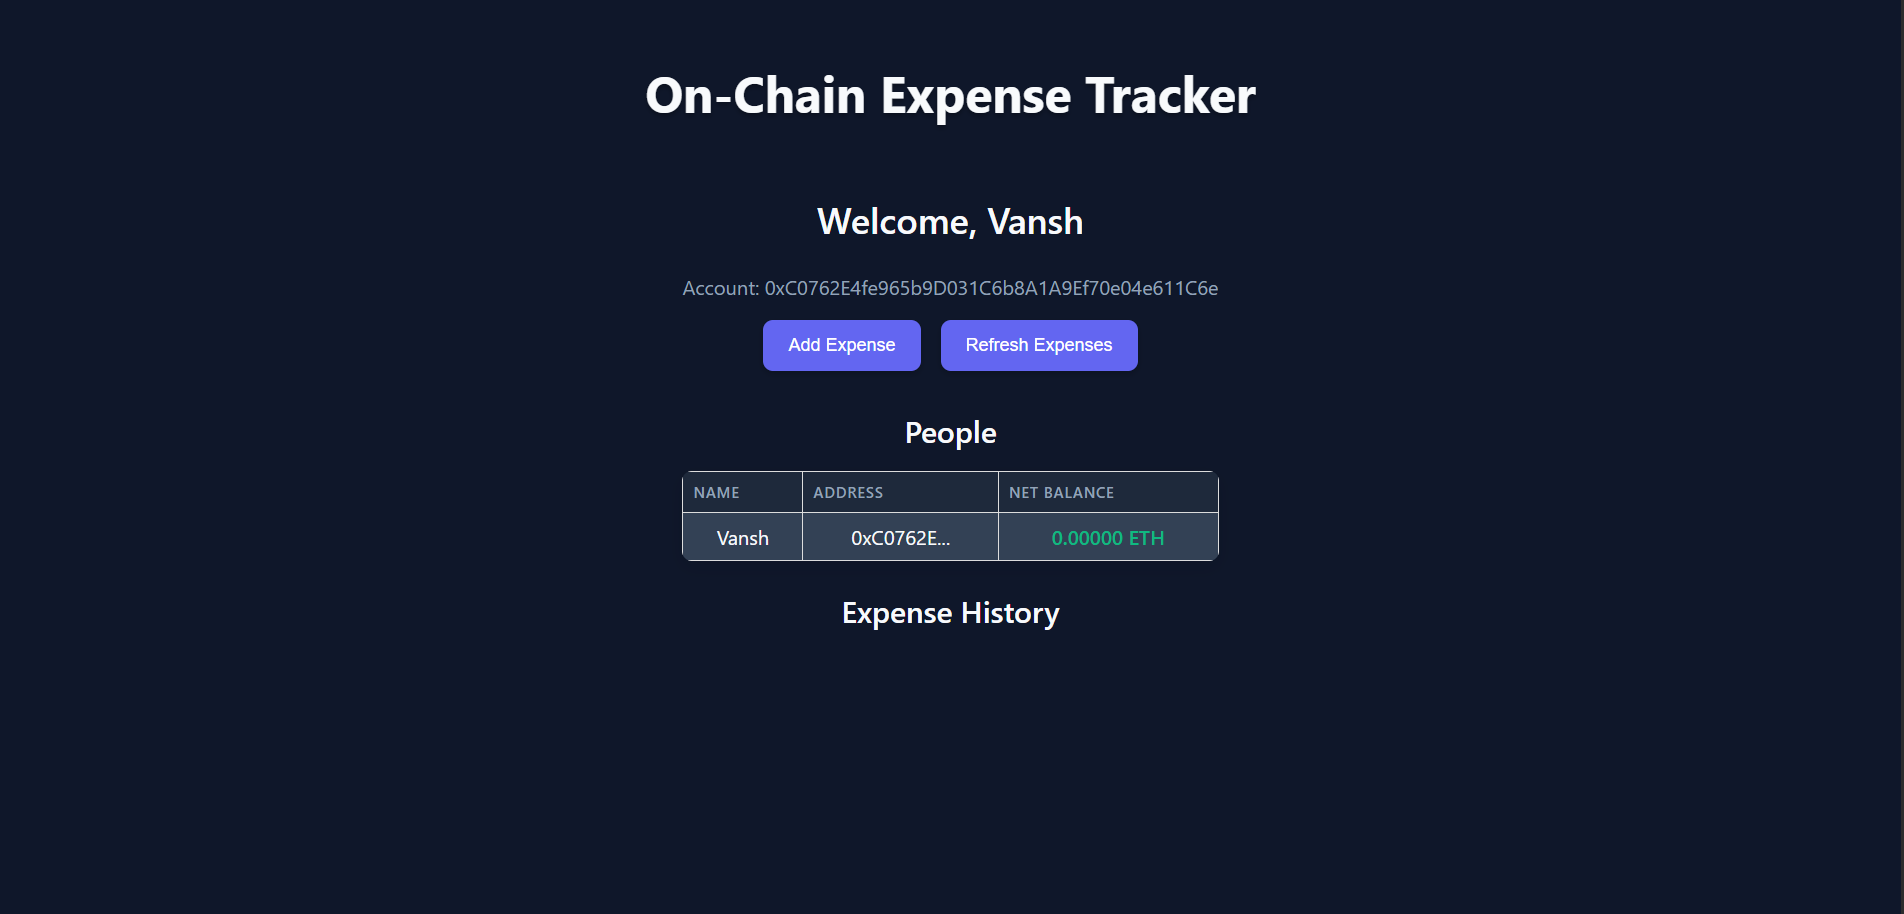 On-Chain Expense Tracker
Welcome, Vansh
Account: 0xC0762E4fe965b9D031C6b8A1A9Ef70e04e611C6e
Add Expense Refresh Expenses
People
NAME ADDRESS NET BALANCE
Vansh 0xC0762E... 0.00000 ETH
Expense History